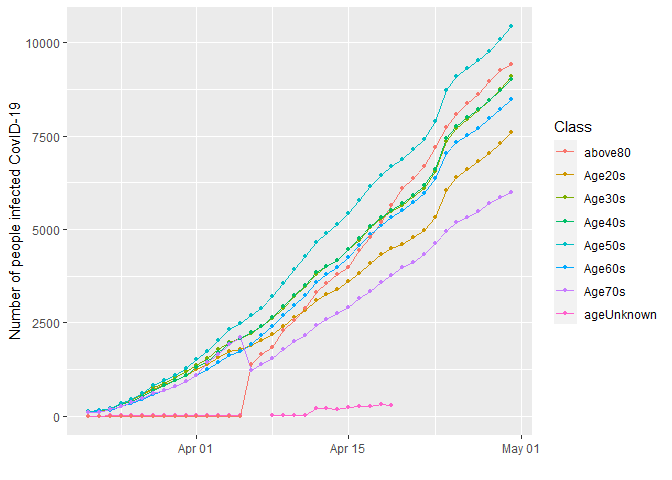 Number of people infected CovID-19
10000
7500
5000
2500
0
Apr 01
Apr 15
May 01
Class
above80
Age20s
Age30s
Age40s
Age50s
Age60s
Age70s
ageUnknown